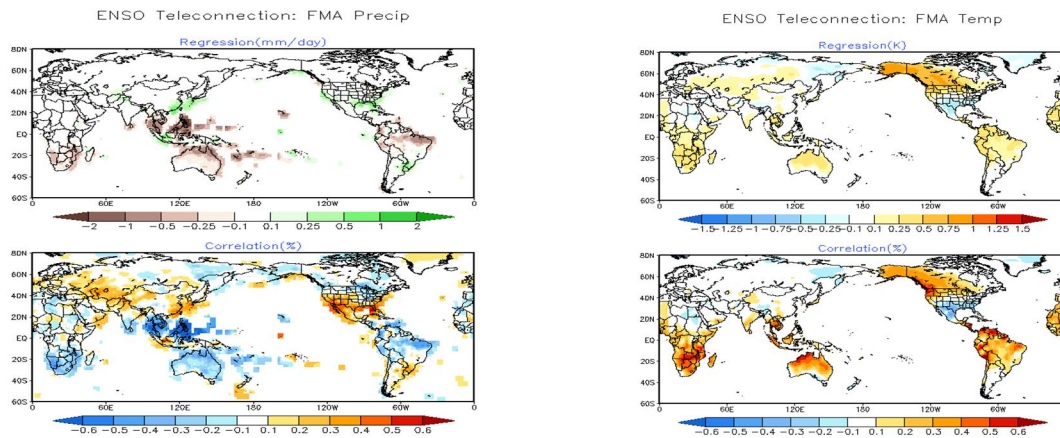 ENSO Teleconnection: FMA Precip
Regression(mm/day)
80N
60N
40N
20N
EQ
20S
40S
60S
0 60E 120E 180 120W 60W 0
-2 -1 -0.5 -0.25 -0.1 0.1 0.25 0.5 1 2
Correlation(%)
80N
60N
40N
20N
EQ
20S
40S
60S
0 60E 120E 180 120W 60W 0
-0.6 -0.5 -0.4 -0.3 -0.2 -0.1 0.1 0.2 0.3 0.4 0.5 0.6
ENSO Teleconnection: FMA Temp
Regression(K)
80N
60N
40N
20N
EQ
20S
40S
60S
0 60E 120E 180 120W 60W
-1.5 -1.25 -1 -0.75 -0.5 -0.25 -0.1 0.1 0.25 0.5 0.75 1 1.25 1.5
Correlation(%)
80N
60N
40N
20N
EQ
20S
40S
60S
0 60E 120E 180 120W 60W
-0.6 -0.5 -0.4 -0.3 -0.2 -0.1 0.1 0.2 0.3 0.4 0.5 0.6